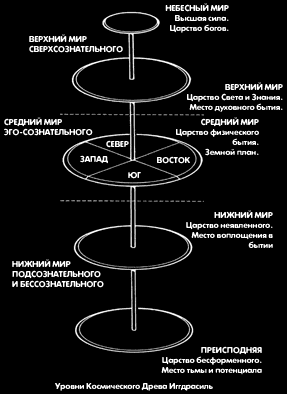 НЕБЕСНЫЙ МИР
Высшая сила.
Царство богов.
ВЕРХНИЙ МИР
СВЕРХСОЗНАТЕЛЬНОГО
ВЕРХНИЙ МИР
Царство Света и Знания.
Место духовного бытия.
СРЕДНИЙ МИР
ЭГО-СОЗНАТЕЛЬНОГО
СРЕДНИЙ МИР
Царство физического
бытия.
Земной план.
СЕВЕР
ЗАПАД
ВОСТОК
ЮГ
НИЖНИЙ МИР
Царство неявленного.
Место воплощения в
бытии
НИЖНИЙ МИР
ПОДСОЗНАТЕЛЬНОГО
И БЕССОЗНАТЕЛЬНОГО
ПРЕИСПОДНЯЯ
Царство бесформенного.
Место тьмы и потенциала
Уровни Космического Древа Иггдрасиль